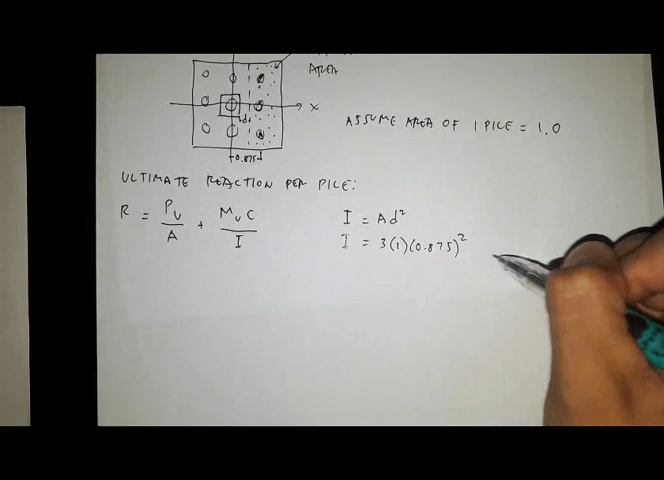 AREA
X
d
0.875
ASSUME AREA OF 1 PILE = 1.0
ULTIMATE REACTION PER PILE:
R = PU/A + MUC/I
I = Ad²
I = 3(1)(0.875)²